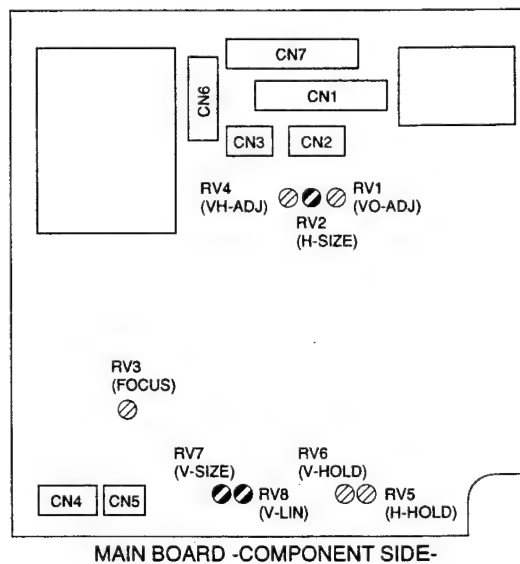 CN7
CN6
CN1
CN3
CN2
RV4
(VH-ADJ)
RV1
(VO-ADJ)
RV2
(H-SIZE)
RV3
(FOCUS)
RV7
(V-SIZE)
RV6
(V-HOLD)
CN4
CN5
RV8
(V-LIN)
RV5
(H-HOLD)
MAIN BOARD -COMPONENT SIDE-